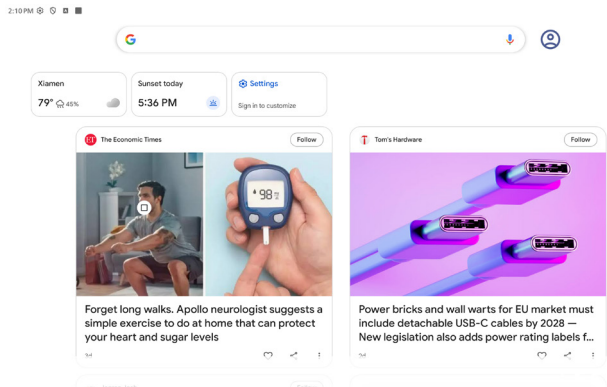 2:10 PM
Xiamen
79° 45%
Sunset today
5:36 PM
Settings
Sign in to customize
ET The Economic Times Follow
98
Forget long walks. Apollo neurologist suggests a
simple exercise to do at home that can protect
your heart and sugar levels
Tom's Hardware Follow
Power bricks and wall warts for EU market must
include detachable USB-C cables by 2028 —
New legislation also adds power rating labels f...